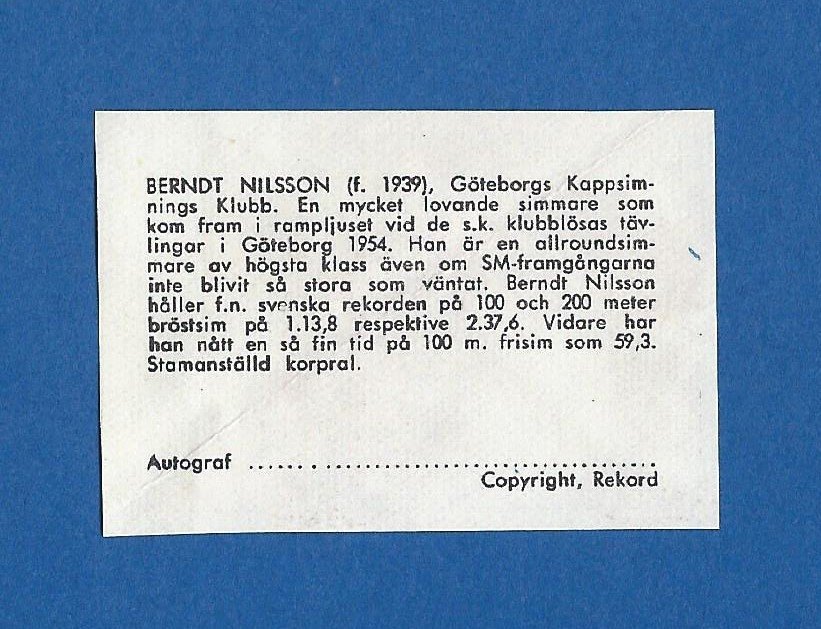 BERNDT NILSSON (f. 1939), Göteborgs Kappsim-
nings Klubb. En mycket lovande simmare som
kom fram i rampljuset vid de s.k. klubblösas täv-
lingar i Göteborg 1954. Han är en allroundsim-
mare av högsta klass även om SM-framgångarna
inte blivit så stora som väntat. Berndt Nilsson
håller f.n. svenska rekorden på 100 och 200 meter
bröstsim på 1.13,8 respektive 2.37,6. Vidare har
han nått en så fin tid på 100 m. frisim som 59,3.
Stamanställd korpral.
Autograf ..............................................
Copyright, Rekord